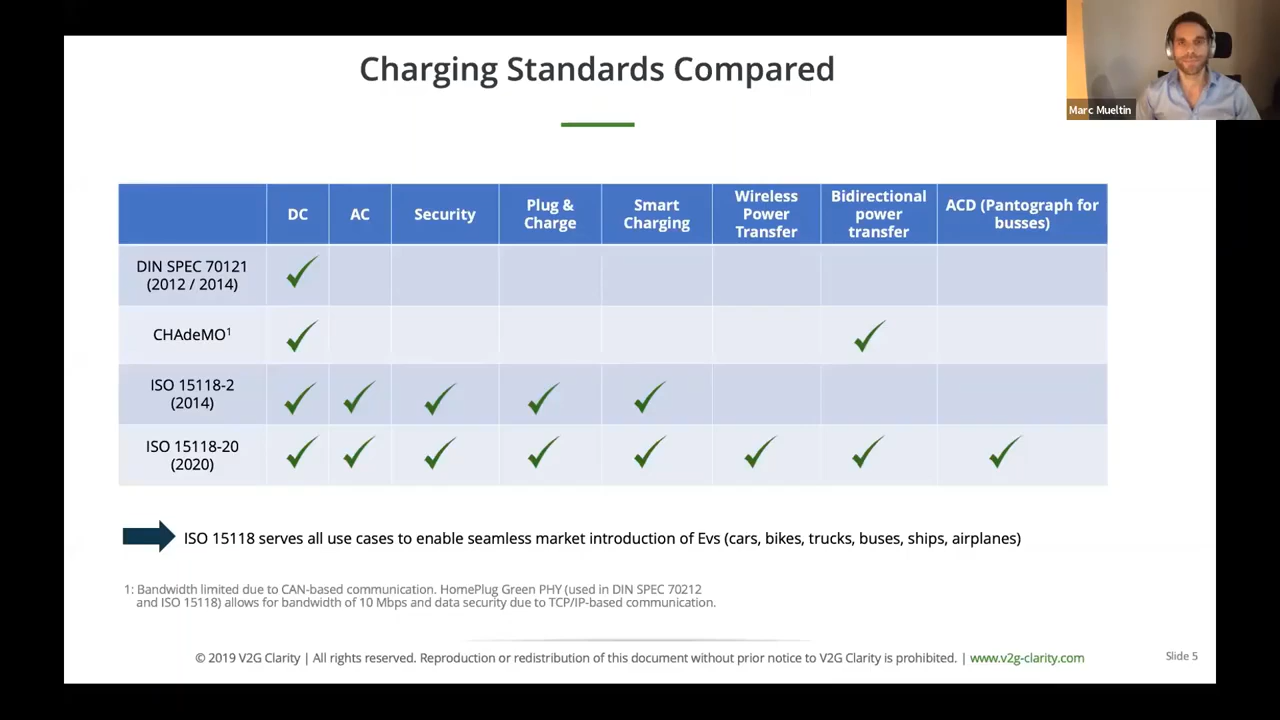 Charging Standards Compared
Marc Mueltin
DC
AC
Security
Plug &
Charge
Smart
Charging
Wireless
Power
Transfer
Bidirectional
power
transfer
ACD (Pantograph for
busses)
DIN SPEC 70121
(2012 / 2014)
CHAdeMO¹
ISO 15118-2
(2014)
ISO 15118-20
(2020)
ISO 15118 serves all use cases to enable seamless market introduction of Evs (cars, bikes, trucks, buses, ships, airplanes)
1: Bandwidth limited due to CAN-based communication. HomePlug Green PHY (used in DIN SPEC 70212
and ISO 15118) allows for bandwidth of 10 Mbps and data security due to TCP/IP-based communication.
© 2019 V2G Clarity | All rights reserved. Reproduction or redistribution of this document without prior notice to V2G Clarity is prohibited. | www.v2g-clarity.com
Slide 5